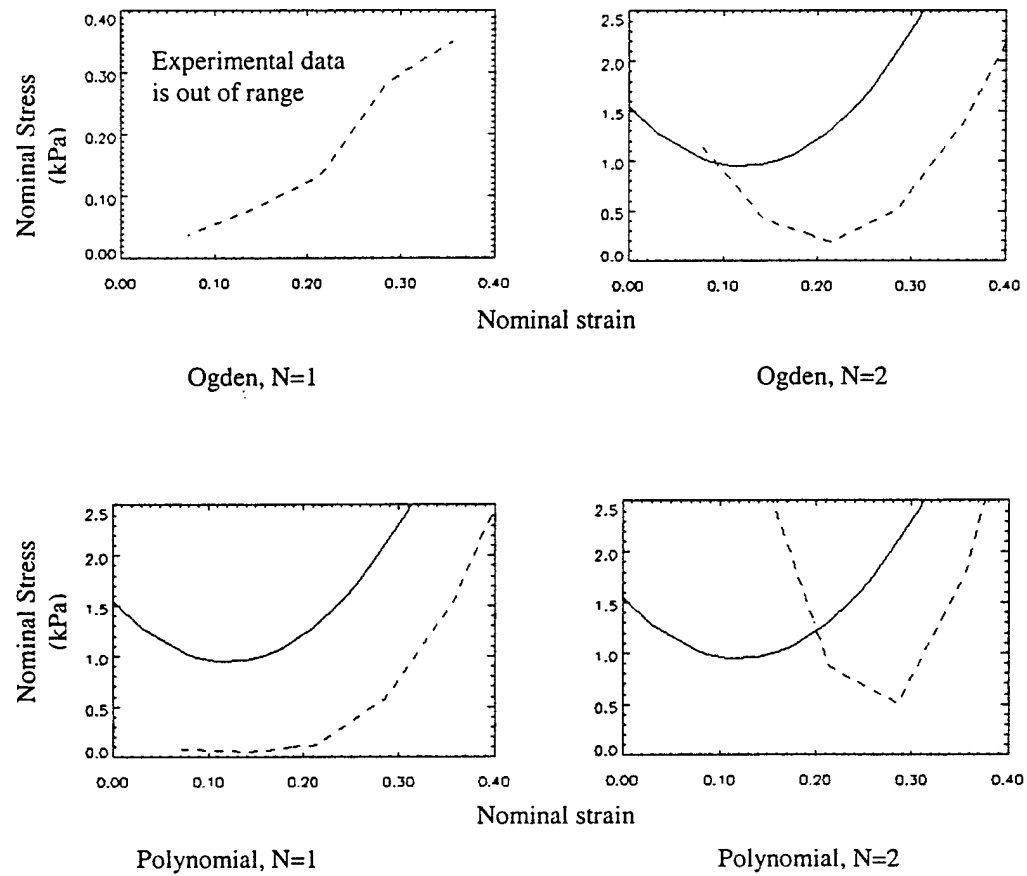 0.40
0.30
0.20
0.10
0.00
0.00 0.10 0.20 0.30 0.40
Nominal Stress
(kPa)
Experimental data
is out of range
2.5
2.0
1.5
1.0
0.5
0.0
0.00 0.10 0.20 0.30 0.40
Nominal strain
Ogden, N=1
Ogden, N=2
2.5
2.0
1.5
1.0
0.5
0.0
0.00 0.10 0.20 0.30 0.40
Nominal Stress
(kPa)
2.5
2.0
1.5
1.0
0.5
0.0
0.00 0.10 0.20 0.30 0.40
Nominal strain
Polynomial, N=1
Polynomial, N=2